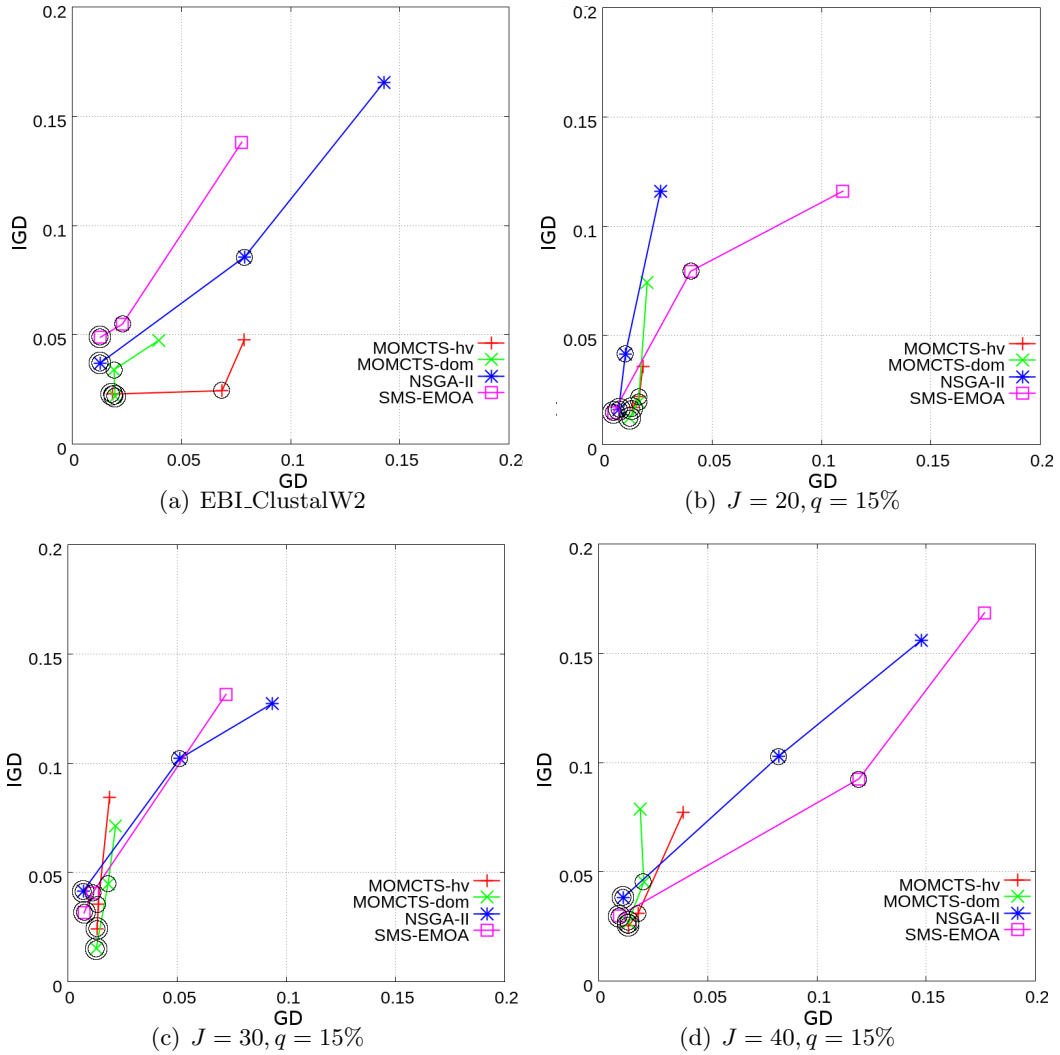 0.2
0.15
0.1
0.05
0
IGD
MOMCTS-hv
MOMCTS-dom
NSGA-II
SMS-EMOA
0 0.05 0.1 0.15 0.2
GD
(a) EBI_ClustalW2
0.2
0.15
0.1
0.05
0
IGD
MOMCTS-hv
MOMCTS-dom
NSGA-II
SMS-EMOA
0 0.05 0.1 0.15 0.2
GD
(b) J = 20, q = 15%
0.2
0.15
0.1
0.05
0
IGD
MOMCTS-hv
MOMCTS-dom
NSGA-II
SMS-EMOA
0 0.05 0.1 0.15 0.2
GD
(c) J = 30, q = 15%
0.2
0.15
0.1
0.05
0
IGD
MOMCTS-hv
MOMCTS-dom
NSGA-II
SMS-EMOA
0 0.05 0.1 0.15 0.2
GD
(d) J = 40, q = 15%